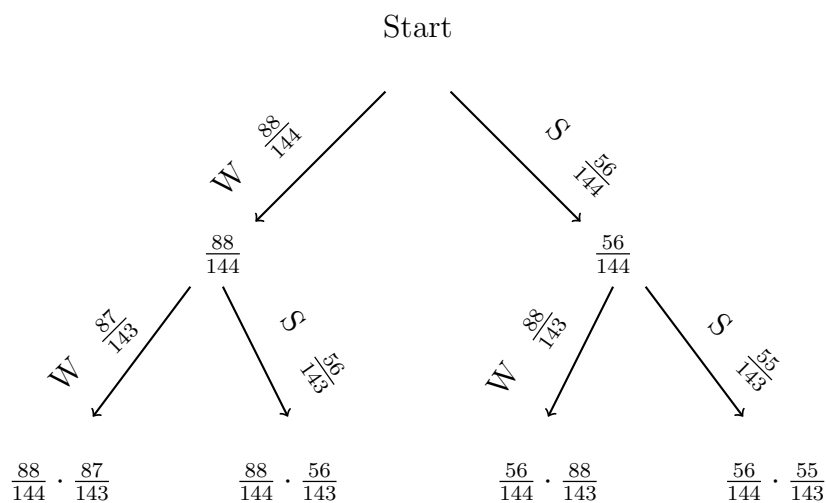 Start
W 88/144
S 56/144
88/144
56/144
W 87/143
S 56/143
W 88/143
S 55/143
88/144 · 87/143
88/144 · 56/143
56/144 · 88/143
56/144 · 55/143